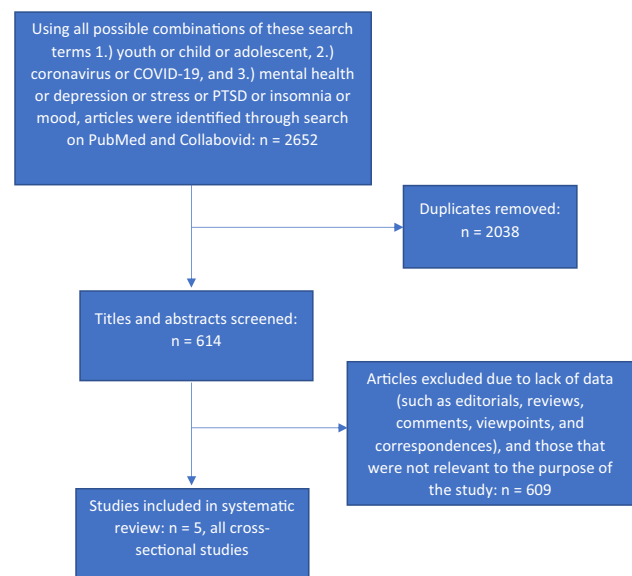 Using all possible combinations of these search
terms 1.) youth or child or adolescent, 2.)
coronavirus or COVID-19, and 3.) mental health
or depression or stress or PTSD or insomnia or
mood, articles were identified through search
on PubMed and Collabovid: n = 2652
Duplicates removed:
n = 2038
Titles and abstracts screened:
n = 614
Articles excluded due to lack of data
(such as editorials, reviews,
comments, viewpoints, and
correspondences), and those that
were not relevant to the purpose of
the study: n = 609
Studies included in systematic
review: n = 5, all cross-
sectional studies